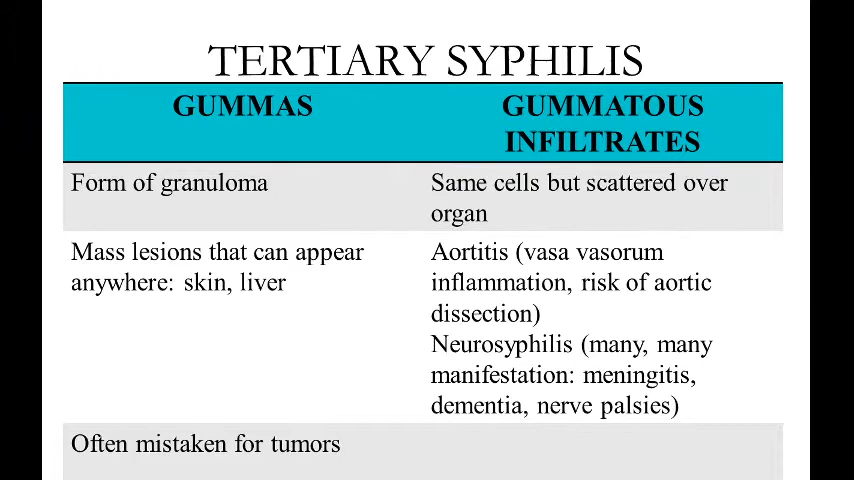 TERTIARY SYPHILIS
GUMMAS
GUMMATOUS
INFILTRATES
Form of granuloma
Same cells but scattered over
organ
Mass lesions that can appear
anywhere: skin, liver
Aortitis (vasa vasorum
inflammation, risk of aortic
dissection)
Neurosyphilis (many, many
manifestation: meningitis,
dementia, nerve palsies)
Often mistaken for tumors